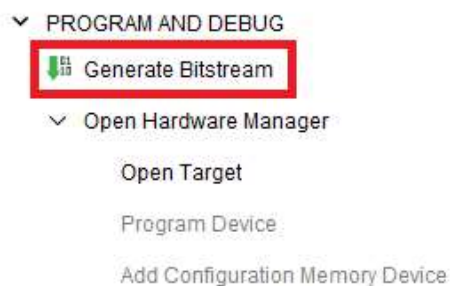 PROGRAM AND DEBUG
Generate Bitstream
Open Hardware Manager
Open Target
Program Device
Add Configuration Memory Device